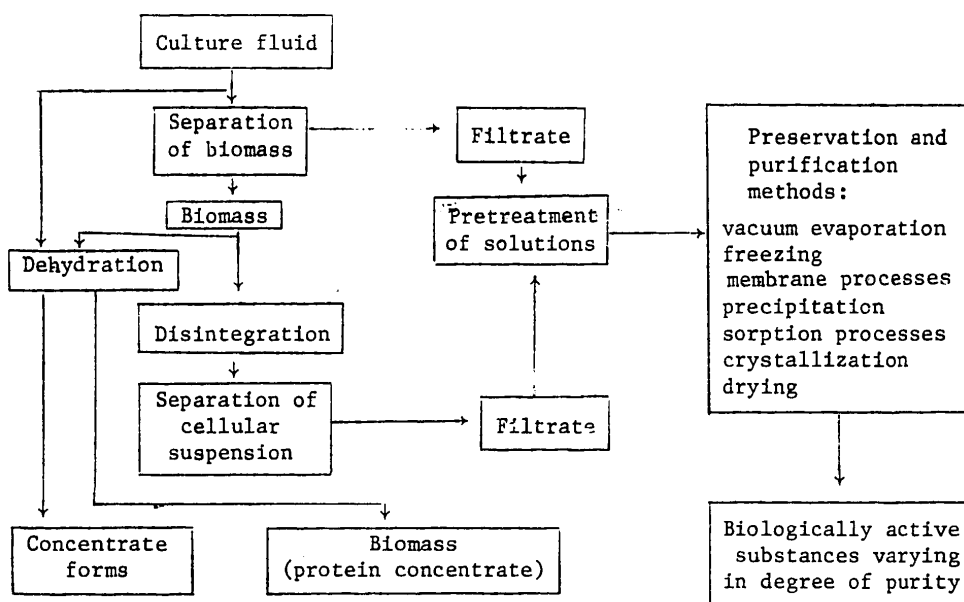 Culture fluid
Separation
of biomass
Filtrate
Biomass
Pretreatment
of solutions
Dehydration
Disintegration
Separation of
cellular
suspension
Filtrate
Preservation and
purification
methods:
vacuum evaporation
freezing
membrane processes
precipitation
sorption processes
crystallization
drying
Concentrate
forms
Biomass
(protein concentrate)
Biologically active
substances varying
in degree of purity